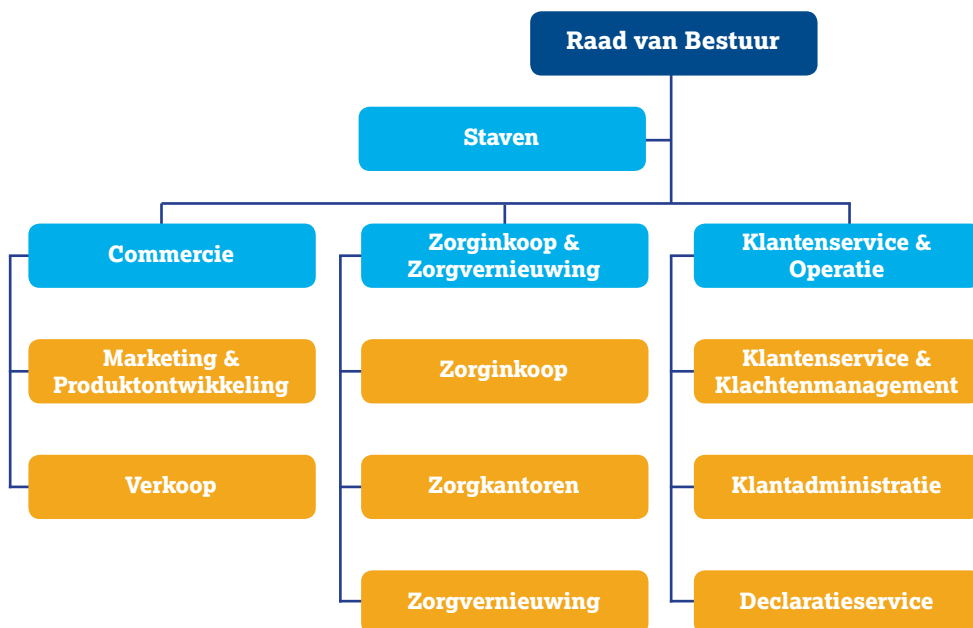 Raad van Bestuur
Staven
Commercie
Zorginkoop &
Zorgvernieuwing
Klantenservice &
Operatie
Marketing &
Produktontwikkeling
Zorginkoop
Klantenservice &
Klachtenmanagement
Verkoop
Zorgkantoren
Klantadministratie
Zorgvernieuwing
Declaratieservice